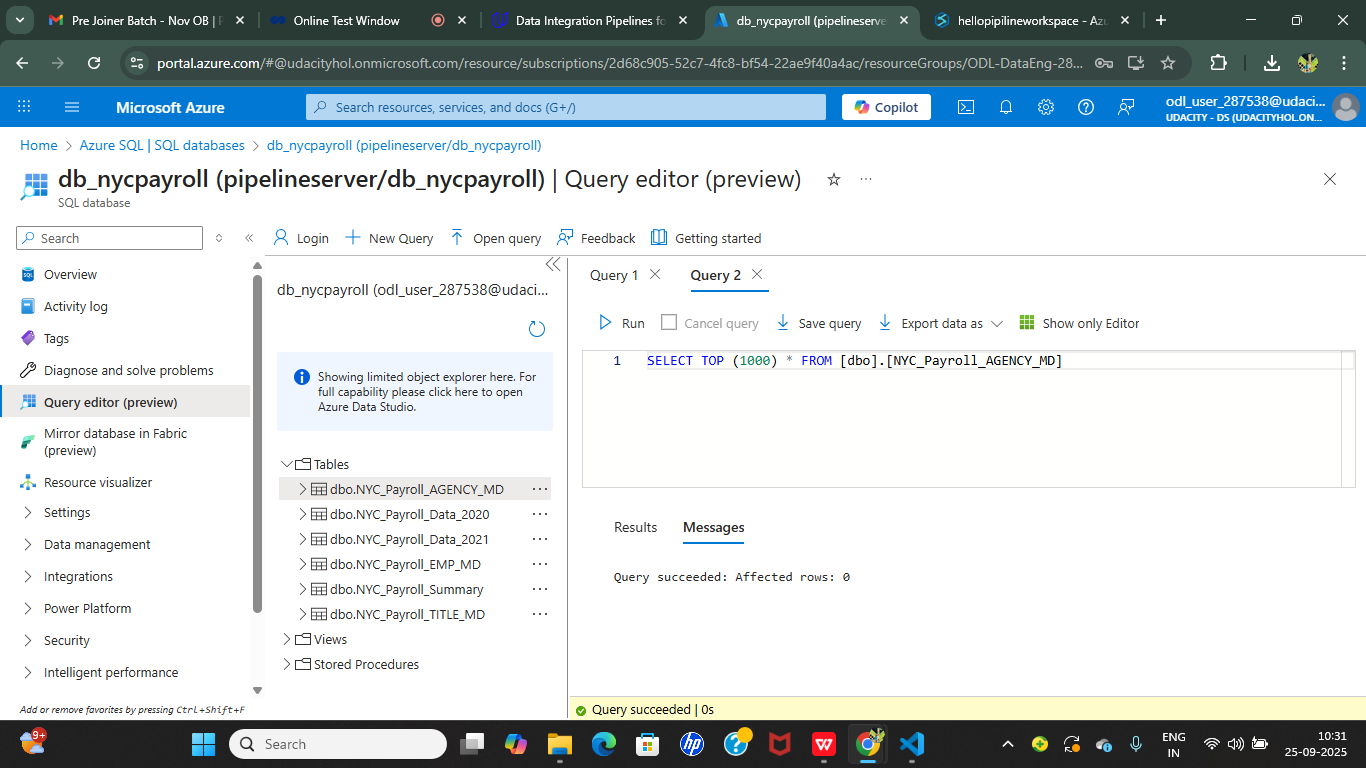 Pre Joiner Batch - Nov OB |
Online Test Window
Data Integration Pipelines fo
db_nycpayroll (pipelineserve
hellopipilineworkspace - Azu
portal.azure.com/#@udacityhol.onmicrosoft.com/resource/subscriptions/2d68c905-52c7-4fc8-bf54-22ae9f40a4ac/resourceGroups/ODL-DataEng-28...
Microsoft Azure
Search resources, services, and docs (G+/)
Copilot
odl_user_287538@udaci...
UDACITY - DS (UDACITYHOL.ON...
Home > Azure SQL | SQL databases > db_nycpayroll (pipelineserver/db_nycpayroll)
db_nycpayroll (pipelineserver/db_nycpayroll) | Query editor (preview)
SQL database
Search
Login
New Query
Open query
Feedback
Getting started
Overview
Activity log
Tags
Diagnose and solve problems
Query editor (preview)
Mirror database in Fabric
(preview)
Resource visualizer
Settings
Data management
Integrations
Power Platform
Security
Intelligent performance
Add or remove favorites by pressing Ctrl+Shift+F
db_nycpayroll (odl_user_287538@udaci...
Showing limited object explorer here. For
full capability please click here to open
Azure Data Studio.
Tables
dbo.NYC_Payroll_AGENCY_MD
dbo.NYC_Payroll_Data_2020
dbo.NYC_Payroll_Data_2021
dbo.NYC_Payroll_EMP_MD
dbo.NYC_Payroll_Summary
dbo.NYC_Payroll_TITLE_MD
Views
Stored Procedures
Query 1
Query 2
Run
Cancel query
Save query
Export data as
Show only Editor
1 SELECT TOP (1000) * FROM [dbo].[NYC_Payroll_AGENCY_MD]
Results
Messages
Query succeeded: Affected rows: 0
Query succeeded | 0s
9+
Search
ENG
IN
10:31
25-09-2025